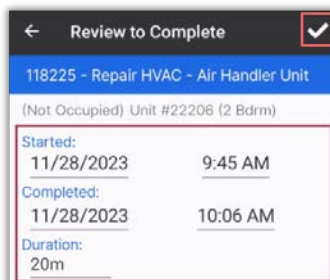 Review to Complete
118225 - Repair HVAC - Air Handler Unit
(Not Occupied) Unit #22206 (2 Bdrm)
Started:
11/28/2023 9:45 AM
Completed:
11/28/2023 10:06 AM
Duration:
20m